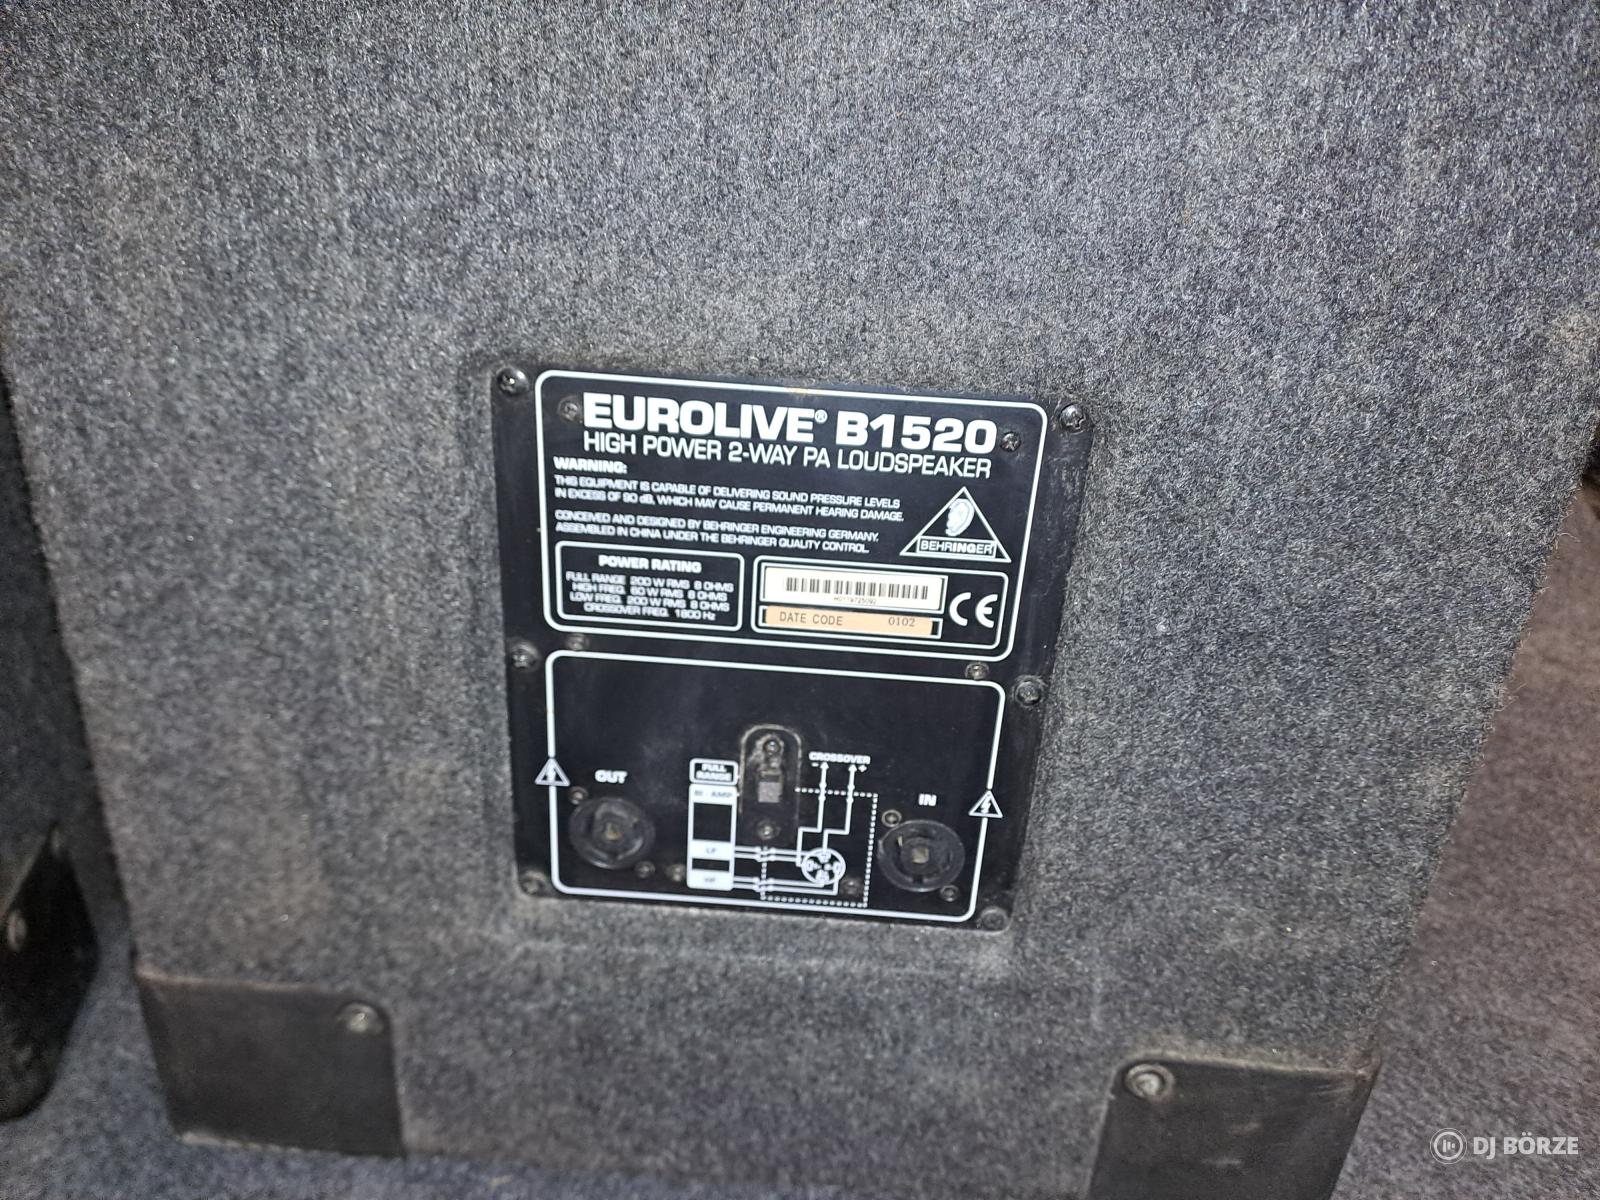 EUROLIVE® B1520
HIGH POWER 2-WAY PA LOUDSPEAKER
WARNING:
THIS EQUIPMENT IS CAPABLE OF DELIVERING SOUND PRESSURE LEVELS
IN EXCESS OF 90 dB, WHICH MAY CAUSE PERMANENT HEARING DAMAGE.
CONCEIVED AND DESIGNED BY BEHRINGER ENGINEERING GERMANY.
ASSEMBLED IN CHINA UNDER THE BEHRINGER QUALITY CONTROL.
BEHRINGER
POWER RATING
FULL RANGE 200 W RMS 8 OHMS
HIGH FREQ. 60 W RMS 8 OHMS
LOW FREQ. 200 W RMS 8 OHMS
CROSSOVER FREQ. 1800 Hz
H0119725092
DATE CODE 0102
CE
OUT
FULL
RANGE
BI - AMP
LF
HF
CROSSOVER
- +
IN
DJ BÖRZE